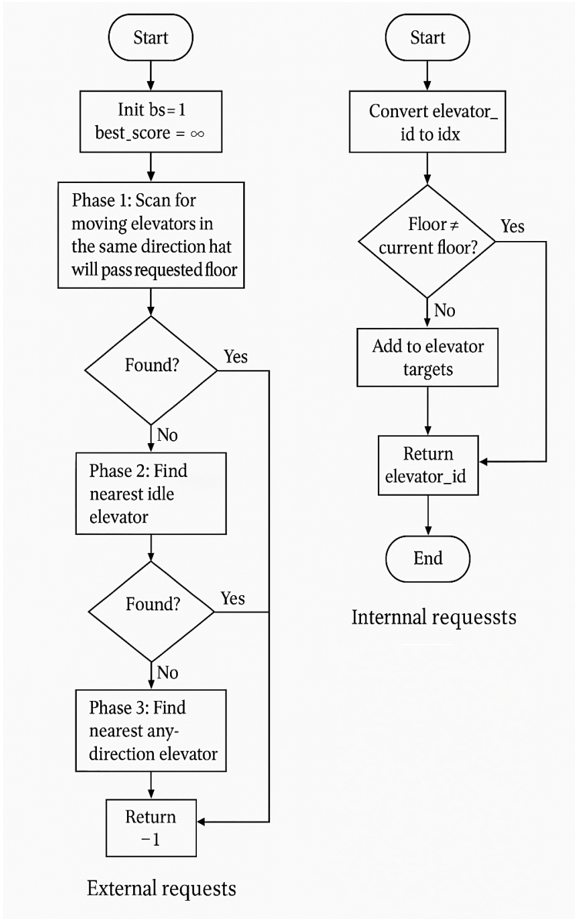 Start
Init bs=1
best_score = ∞
Phase 1: Scan for
moving elevators in
the same direction hat
will pass requested floor
Found?
Yes
No
Phase 2: Find
nearest idle
elevator
Found?
Yes
No
Phase 3: Find
nearest any-
direction elevator
Return
−1
External requests
Start
Convert elevator_
id to idx
Floor ≠
current floor?
Yes
No
Add to elevator
targets
Return
elevator_id
End
Internnal requessts